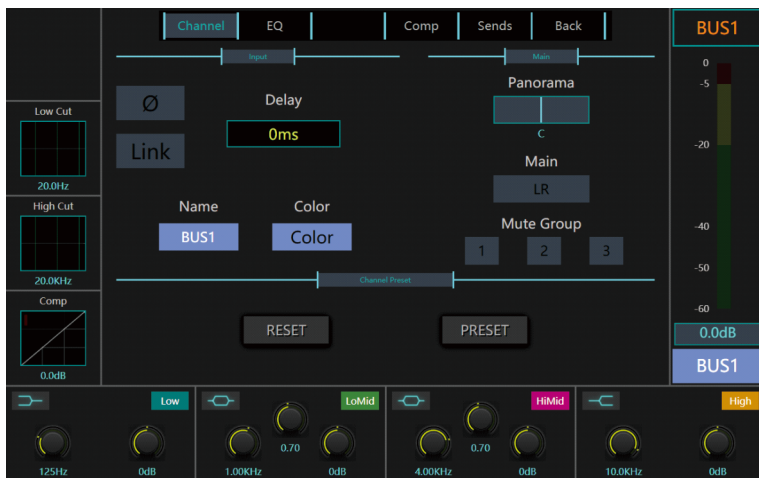 Channel EQ Comp Sends Back BUS1
Input Main
0
-5
-20
-40
-50
-60
0.0dB
BUS1
Low Cut
20.0Hz
High Cut
20.0KHz
Comp
0.0dB
Ø
Link
Delay
0ms
Name Color
BUS1 Color
Panorama
C
Main
LR
Mute Group
1 2 3
Channel Preset
RESET PRESET
Low
125Hz 0dB
LoMid
0.70
1.00KHz 0dB
HiMid
0.70
4.00KHz 0dB
High
10.0KHz 0dB